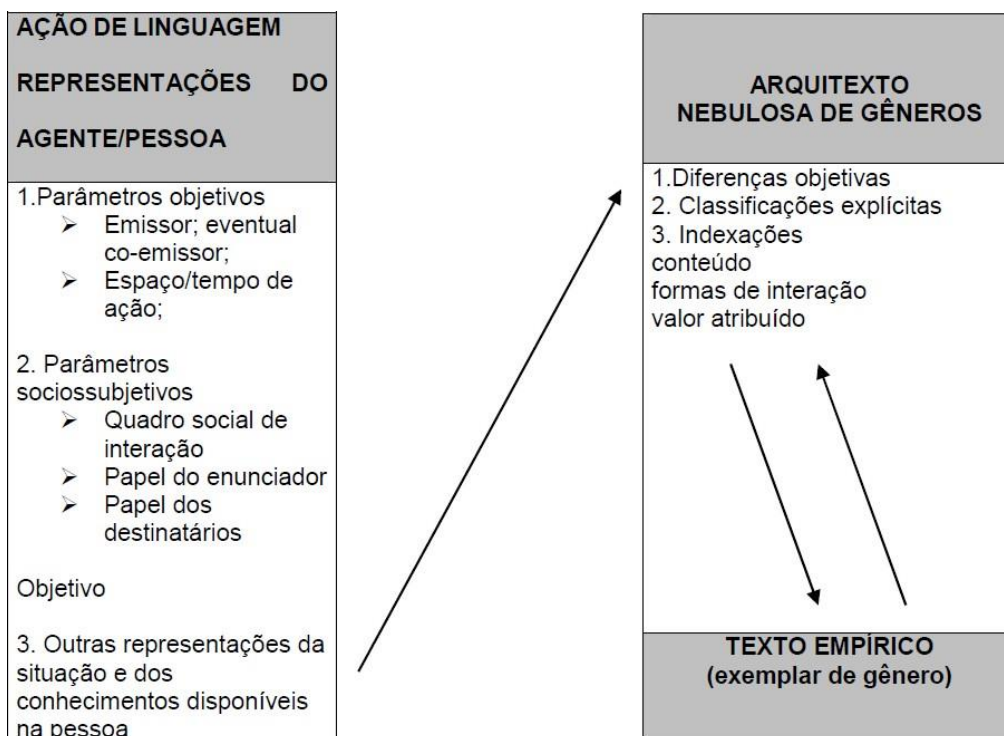 AÇÃO DE LINGUAGEM
REPRESENTAÇÕES DO
AGENTE/PESSOA
1.Parâmetros objetivos
➢ Emissor; eventual
co-emissor;
➢ Espaço/tempo de
ação;
2. Parâmetros
sociossubjetivos
➢ Quadro social de
interação
➢ Papel do enunciador
➢ Papel dos
destinatários
Objetivo
3. Outras representações da
situação e dos
conhecimentos disponíveis
na pessoa
ARQUITEXTO
NEBULOSA DE GÊNEROS
1.Diferenças objetivas
2. Classificações explícitas
3. Indexações
conteúdo
formas de interação
valor atribuído
TEXTO EMPÍRICO
(exemplar de gênero)